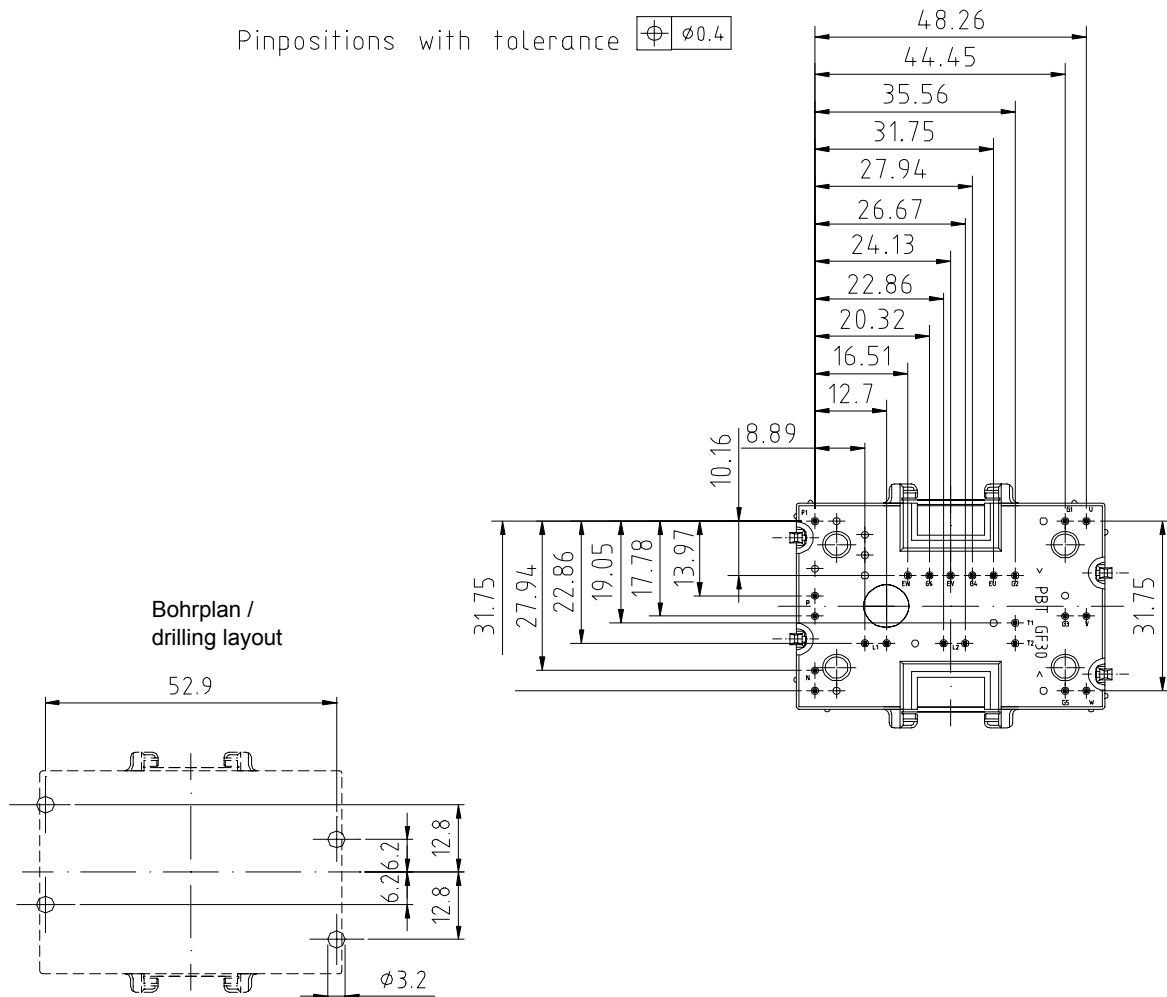 Pinpositions with tolerance ⌖ ø0.4
48.26
44.45
35.56
31.75
27.94
26.67
24.13
22.86
20.32
16.51
12.7
8.89
10.16
31.75
27.94
22.86
19.05
17.78
13.97
31.75
P1
G1 U
EW G6 EV G4 EU G2
P
T1
G3 V
L1 L2 T2
N
G5 W
> PBT GF30 <
Bohrplan /
drilling layout
52.9
6.2
12.8
6.2
12.8
ø3.2